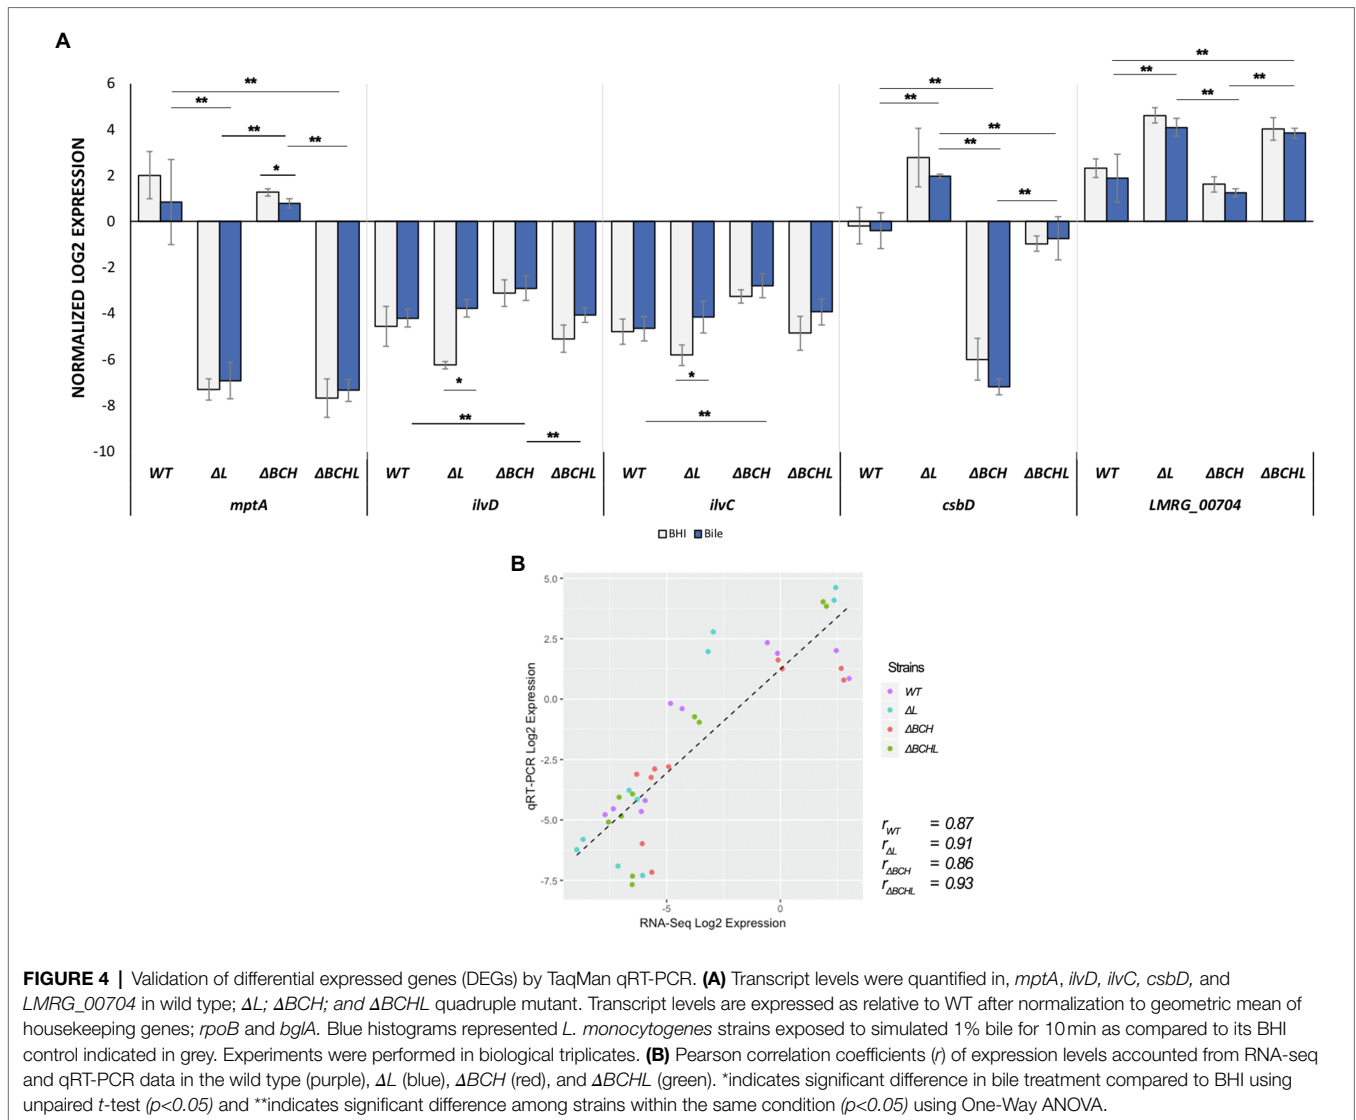 A
**
** **
6
** **
** ** **
4
** ** **
* **
2
**
0
-2
-4
-6
* *
-8
** **
**
-10
NORMALIZED LOG2 EXPRESSION
WT ΔL ΔBCH ΔBCHL WT ΔL ΔBCH ΔBCHL WT ΔL ΔBCH ΔBCHL WT ΔL ΔBCH ΔBCHL WT ΔL ΔBCH ΔBCHL
mptA ilvD ilvC csbD LMRG_00704
BHI Bile
B
5.0
2.5
0.0
-2.5
-5.0
-7.5
qRT-PCR Log2 Expression
-5 0
RNA-Seq Log2 Expression
Strains
WT
ΔL
ΔBCH
ΔBCHL
rWT = 0.87
rΔL = 0.91
rΔBCH = 0.86
rΔBCHL = 0.93
FIGURE 4 | Validation of differential expressed genes (DEGs) by TaqMan qRT-PCR. (A) Transcript levels were quantified in, mptA, ilvD, ilvC, csbD, and
LMRG_00704 in wild type; ΔL; ΔBCH; and ΔBCHL quadruple mutant. Transcript levels are expressed as relative to WT after normalization to geometric mean of
housekeeping genes; rpoB and bglA. Blue histograms represented L. monocytogenes strains exposed to simulated 1% bile for 10 min as compared to its BHI
control indicated in grey. Experiments were performed in biological triplicates. (B) Pearson correlation coefficients (r) of expression levels accounted from RNA-seq
and qRT-PCR data in the wild type (purple), ΔL (blue), ΔBCH (red), and ΔBCHL (green). *indicates significant difference in bile treatment compared to BHI using
unpaired t-test (p<0.05) and **indicates significant difference among strains within the same condition (p<0.05) using One-Way ANOVA.